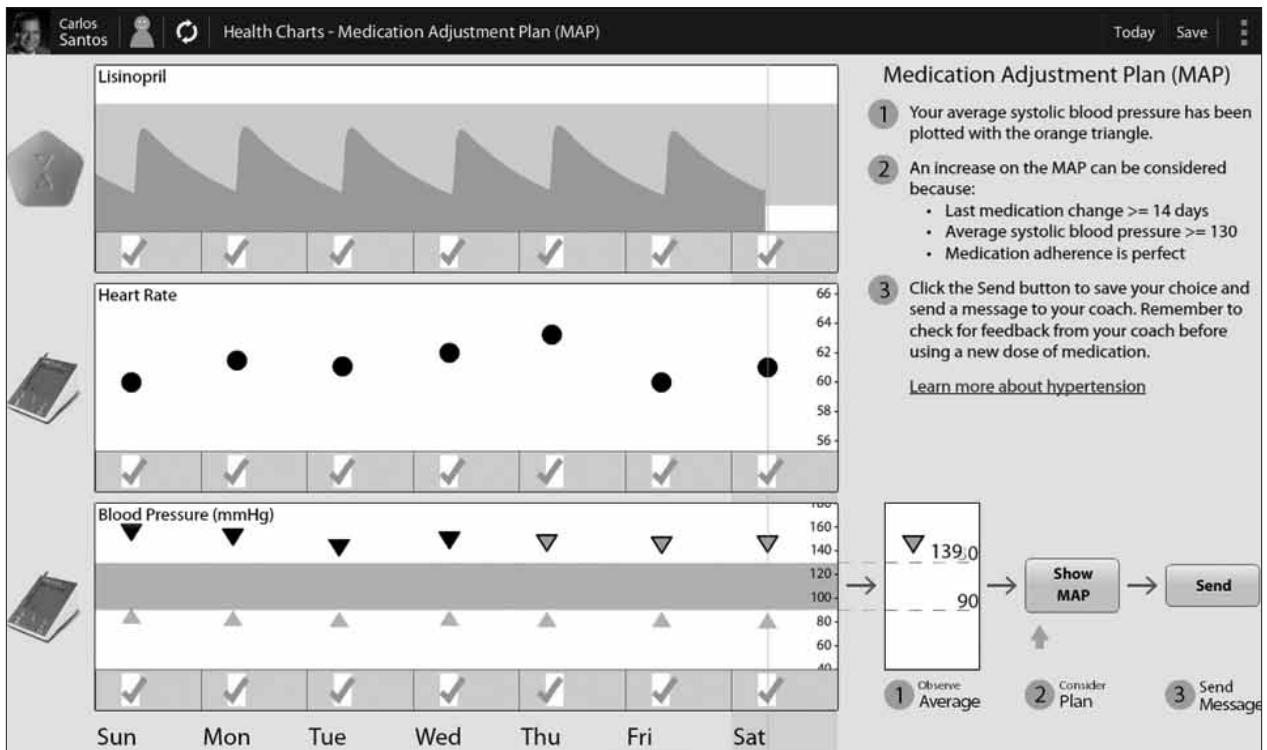 Carlos
Santos
Health Charts - Medication Adjustment Plan (MAP)
Today
Save
Lisinopril
Heart Rate
66
64
62
60
58
56
Blood Pressure (mmHg)
160
140
120
100
80
60
40
Sun
Mon
Tue
Wed
Thu
Fri
Sat
Medication Adjustment Plan (MAP)
1 Your average systolic blood pressure has been
plotted with the orange triangle.
2 An increase on the MAP can be considered
because:
• Last medication change >= 14 days
• Average systolic blood pressure >= 130
• Medication adherence is perfect
3 Click the Send button to save your choice and
send a message to your coach. Remember to
check for feedback from your coach before
using a new dose of medication.
Learn more about hypertension
90
Show
MAP
Send
1 Observe
Average
2 Consider
Plan
3 Send
Message